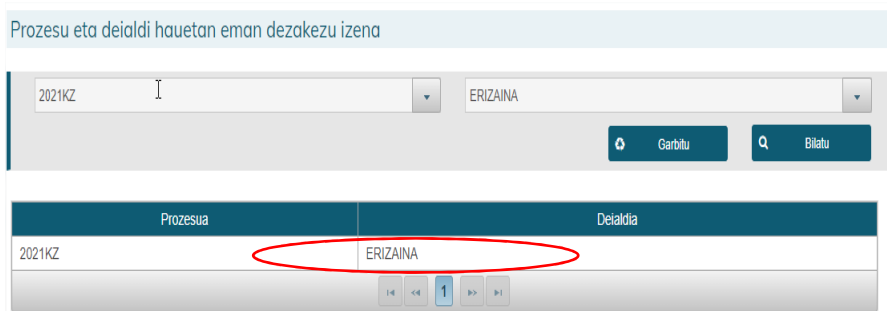 Prozesu eta deialdi hauetan eman dezakezu izena
2021KZ ERIZAINA
Garbitu Bilatu
Prozesua Deialdia
2021KZ ERIZAINA
1